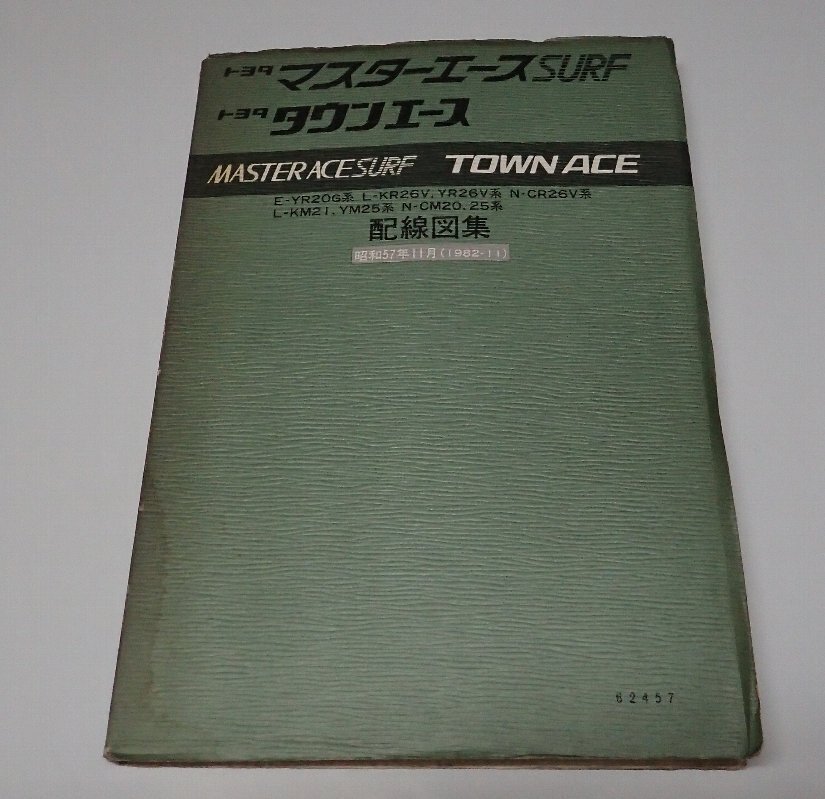 トヨタ マスターエースSURF
トヨタ タウンエース
MASTERACE SURF TOWNACE
E-YR20G系 L-KR26V, YR26V系 N-CR26V系
L-KM21, YM25系 N-CM20, 25系
配線図集
昭和57年11月(1982-11)
62457